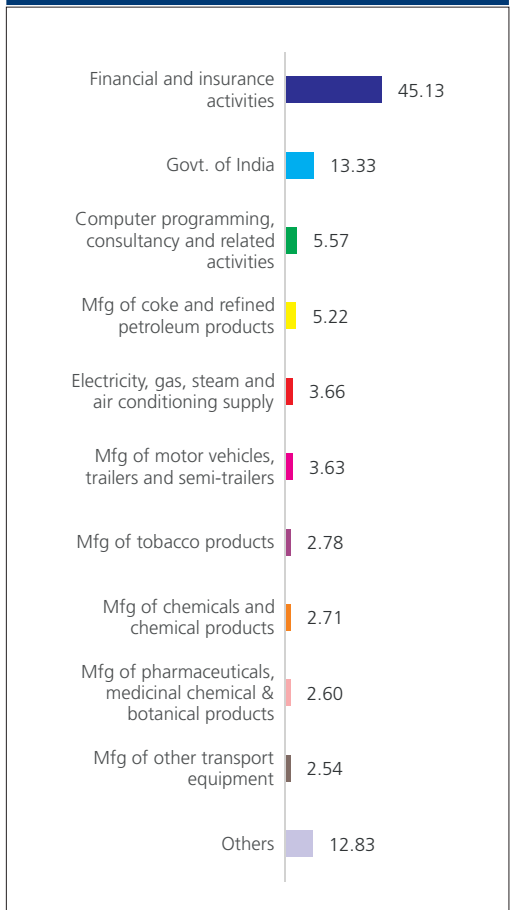 Financial and insurance
activities
45.13
Govt. of India
13.33
Computer programming,
consultancy and related
activities
5.57
Mfg of coke and refined
petroleum products
5.22
Electricity, gas, steam and
air conditioning supply
3.66
Mfg of motor vehicles,
trailers and semi-trailers
3.63
Mfg of tobacco products
2.78
Mfg of chemicals and
chemical products
2.71
Mfg of pharmaceuticals,
medicinal chemical &
botanical products
2.60
Mfg of other transport
equipment
2.54
Others
12.83